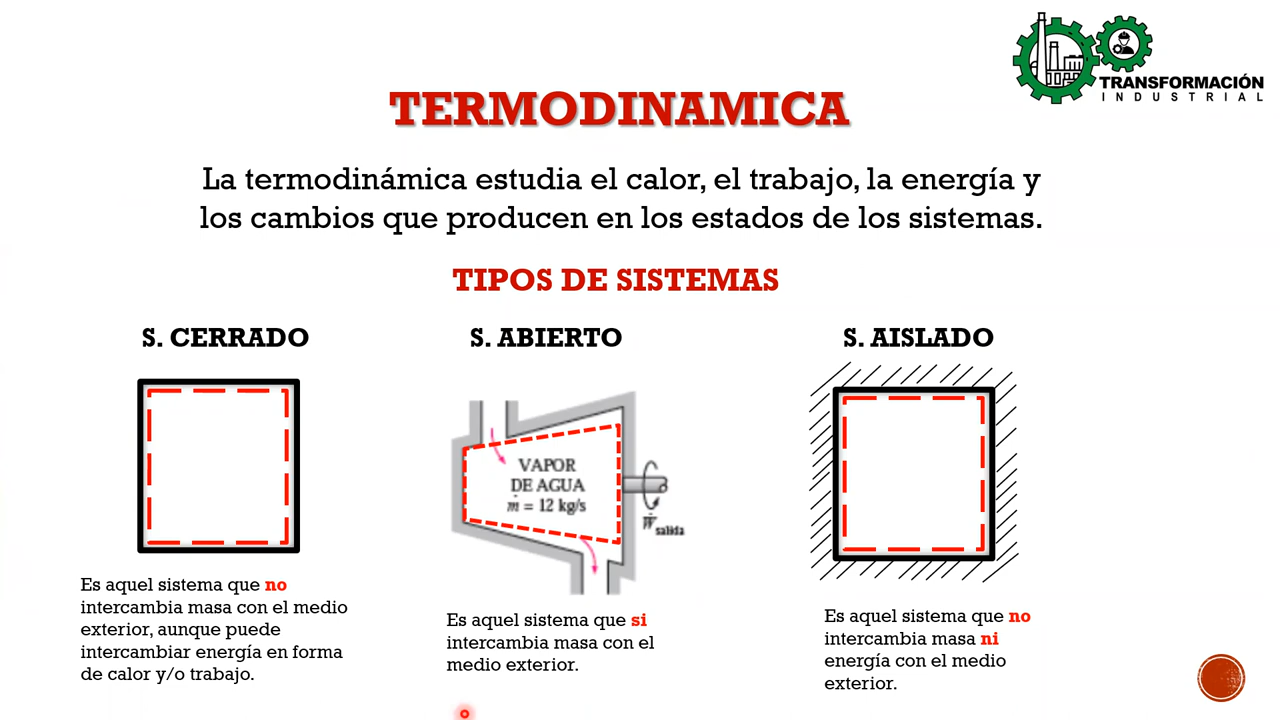 TRANSFORMACIÓN
INDUSTRIAL
TERMODINAMICA
La termodinámica estudia el calor, el trabajo, la energía y
los cambios que producen en los estados de los sistemas.
TIPOS DE SISTEMAS
S. CERRADO
Es aquel sistema que no
intercambia masa con el medio
exterior, aunque puede
intercambiar energía en forma
de calor y/o trabajo.
S. ABIERTO
VAPOR
DE AGUA
ṁ = 12 kg/s
Ẇsalida
Es aquel sistema que si
intercambia masa con el
medio exterior.
S. AISLADO
Es aquel sistema que no
intercambia masa ni
energía con el medio
exterior.